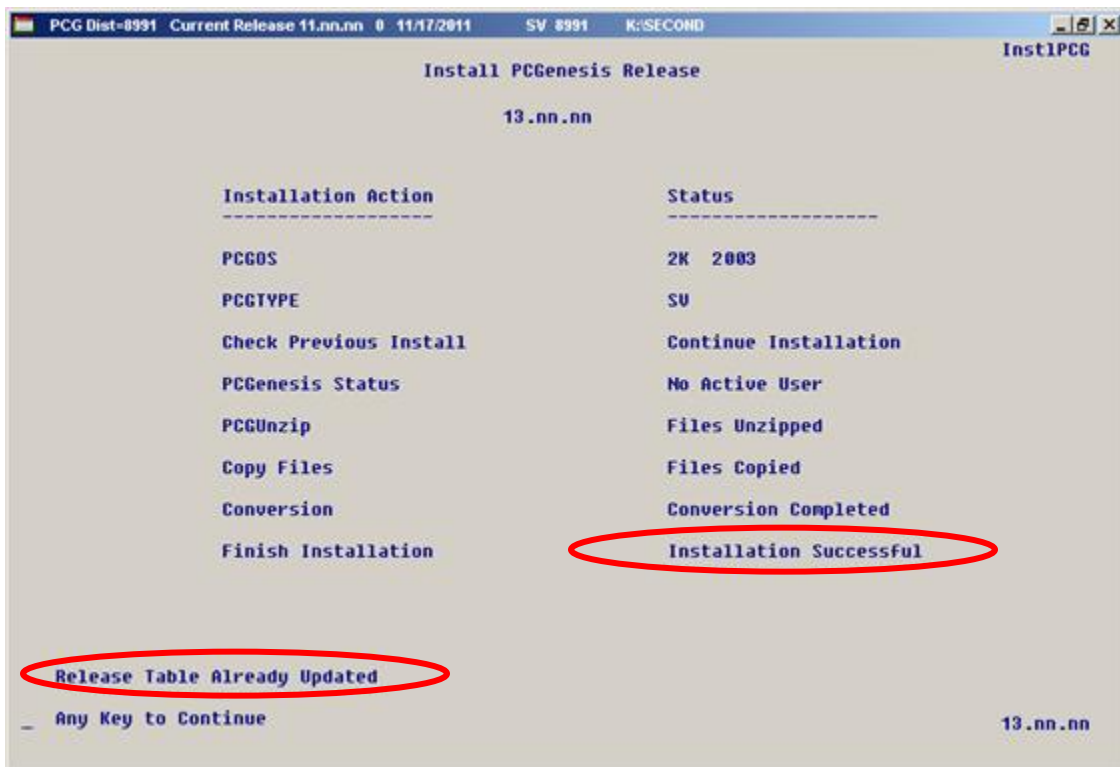 PCG Dist=8991 Current Release 11.nn.nn 0 11/17/2011 SV 8991 K:\SECOND
InstlPCG
Install PCGenesis Release
13.nn.nn
Installation Action Status
------------------- -------------------
PCGOS 2K 2003
PCGTYPE SV
Check Previous Install Continue Installation
PCGenesis Status No Active User
PCGUnzip Files Unzipped
Copy Files Files Copied
Conversion Conversion Completed
Finish Installation Installation Successful
Release Table Already Updated
_ Any Key to Continue 13.nn.nn